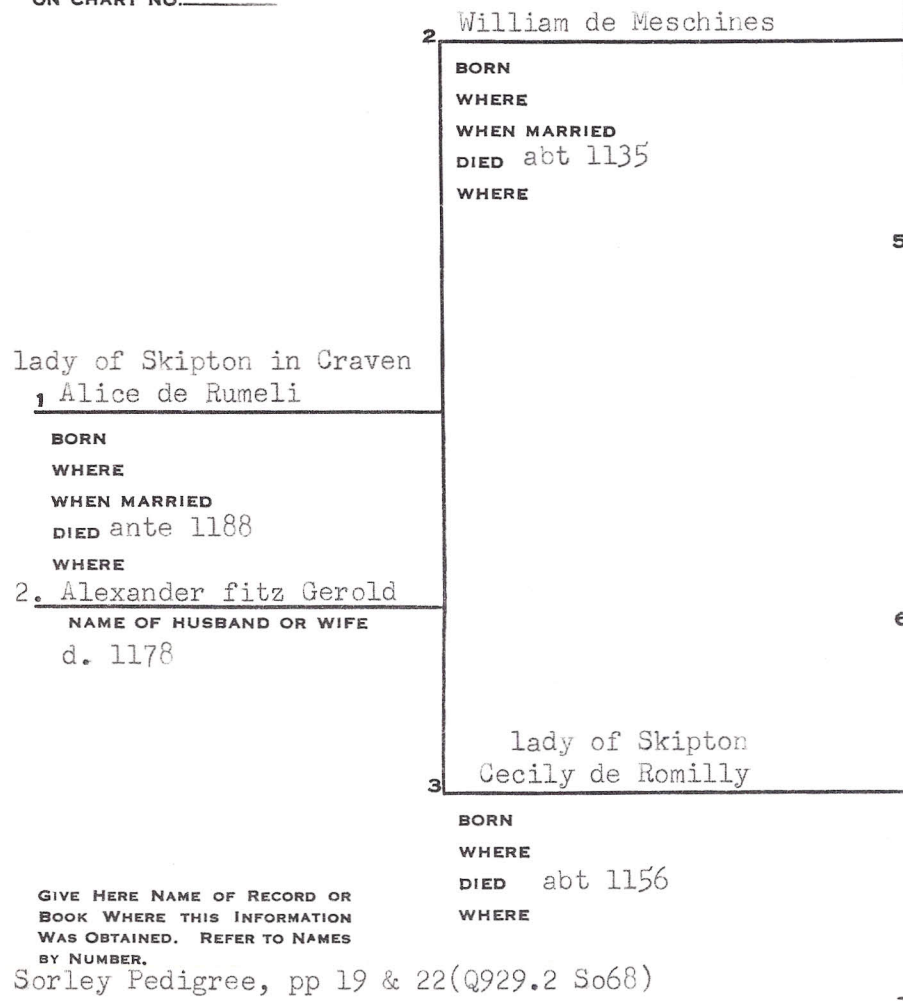 ON CHART NO.
2 William de Meschines
BORN
WHERE
WHEN MARRIED
DIED abt 1135
WHERE
5
lady of Skipton in Craven
1 Alice de Rumeli
BORN
WHERE
WHEN MARRIED
DIED ante 1188
WHERE
2. Alexander fitz Gerold
NAME OF HUSBAND OR WIFE
d. 1178
6
lady of Skipton
3 Cecily de Romilly
BORN
WHERE
DIED abt 1156
WHERE
GIVE HERE NAME OF RECORD OR
BOOK WHERE THIS INFORMATION
WAS OBTAINED. REFER TO NAMES
BY NUMBER.
Sorley Pedigree, pp 19 & 22(Q929.2 So68)